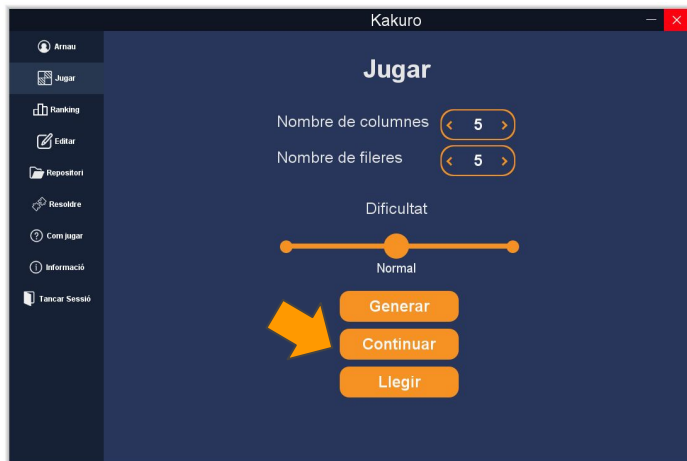 Kakuro
Arnau
Jugar
Ranking
Editar
Repositori
Resoldre
Com jugar
Informació
Tancar Sessió
Jugar
Nombre de columnes
5
Nombre de fileres
5
Dificultat
Normal
Generar
Continuar
Llegir